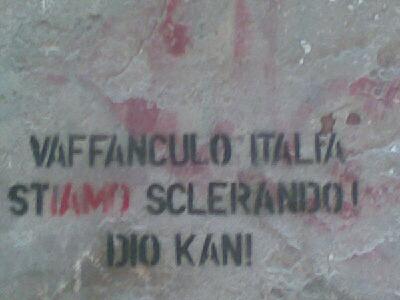 VAFFANCULO ITALIA
STIAMO SCLERANDO!
DIO KAN!